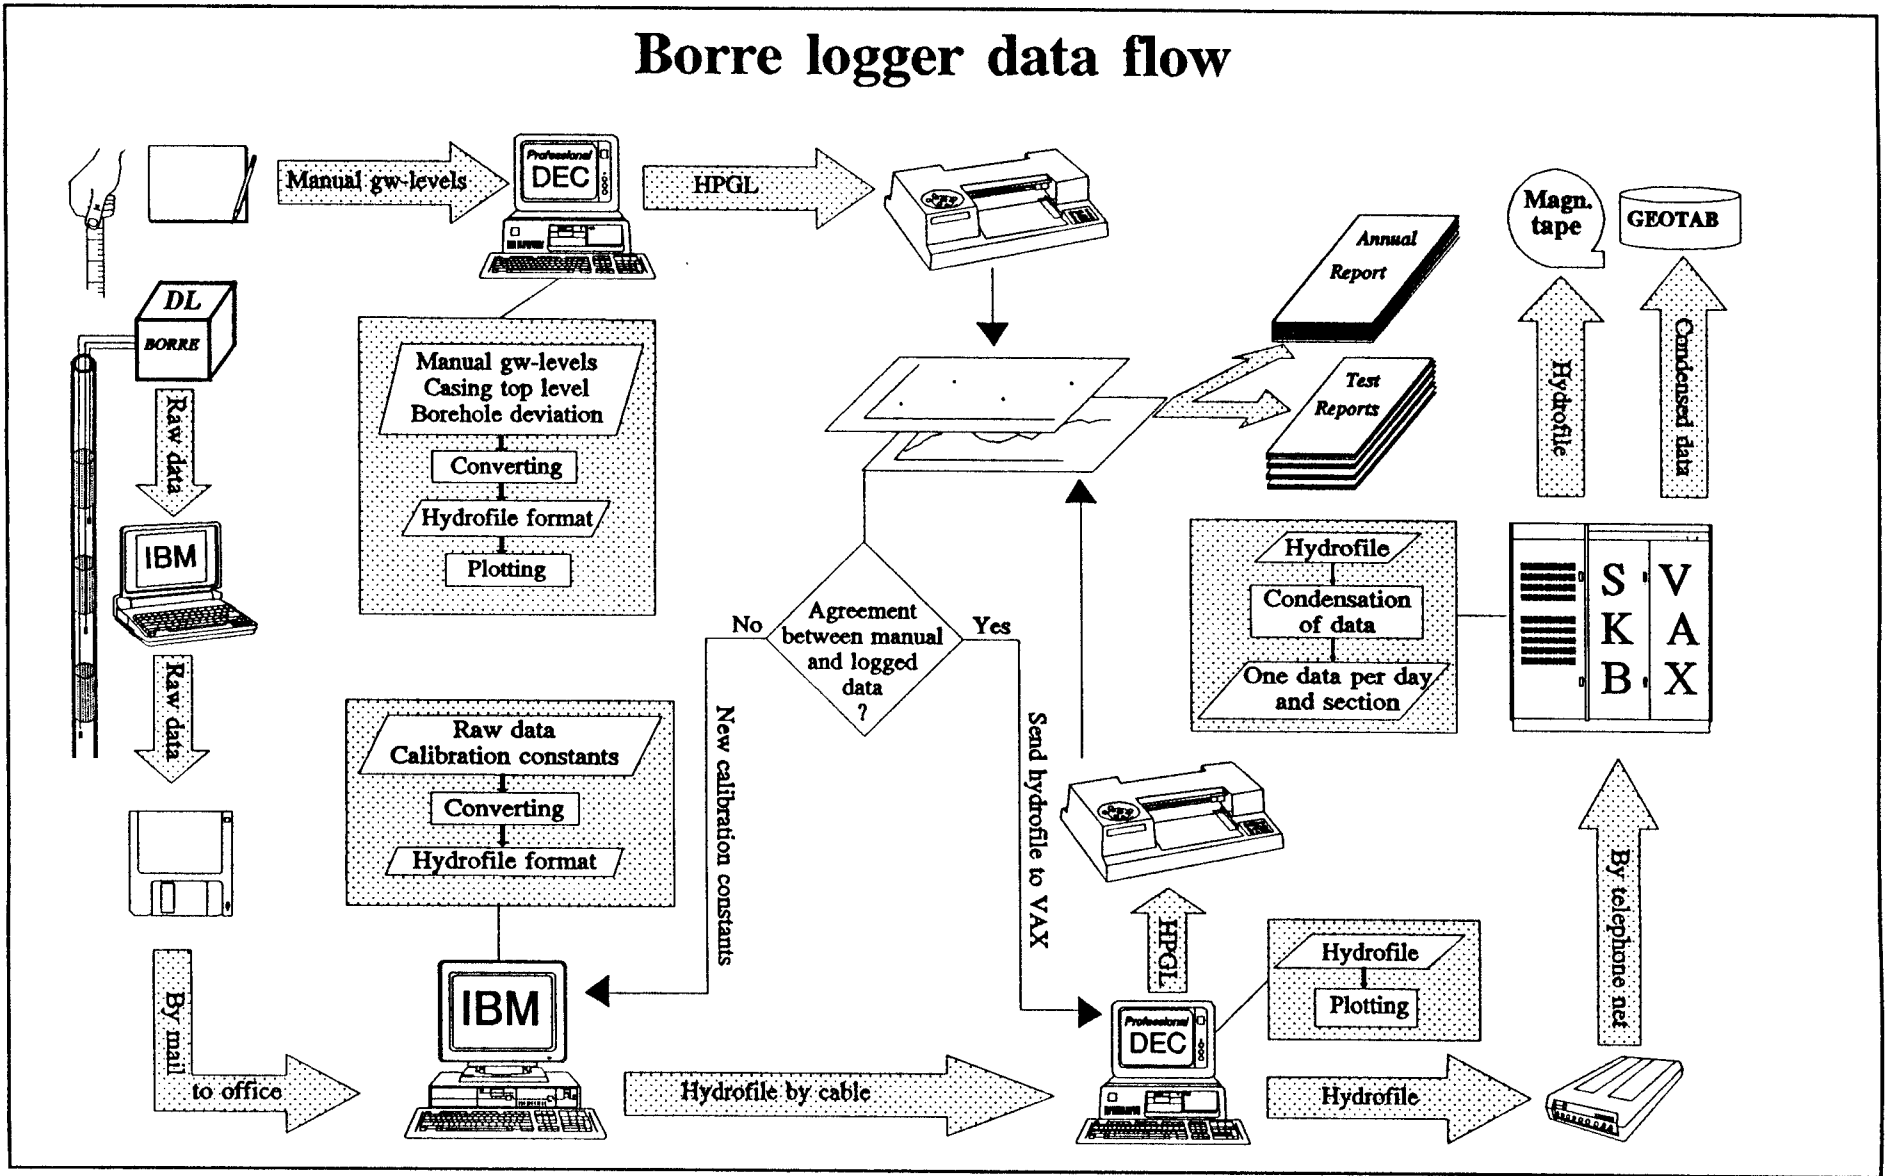 Borre logger data flow
Manual gw-levels
Professional
DEC
HPGL
DL
BORRE
Raw data
IBM
Raw data
By mail
to office
Manual gw-levels
Casing top level
Borehole deviation
Converting
Hydrofile format
Plotting
Raw data
Calibration constants
Converting
Hydrofile format
IBM
Hydrofile by cable
Agreement
between manual
and logged
data
?
No
Yes
New calibration constants
Send hydrofile to VAX
Annual
Report
Test
Reports
HPGL
Professional
DEC
Hydrofile
Plotting
Hydrofile
By telephone net
Hydrofile
Condensation
of data
One data per day
and section
S V
K A
B X
Hydrofile
Condensed data
Magn.
tape
GEOTAB